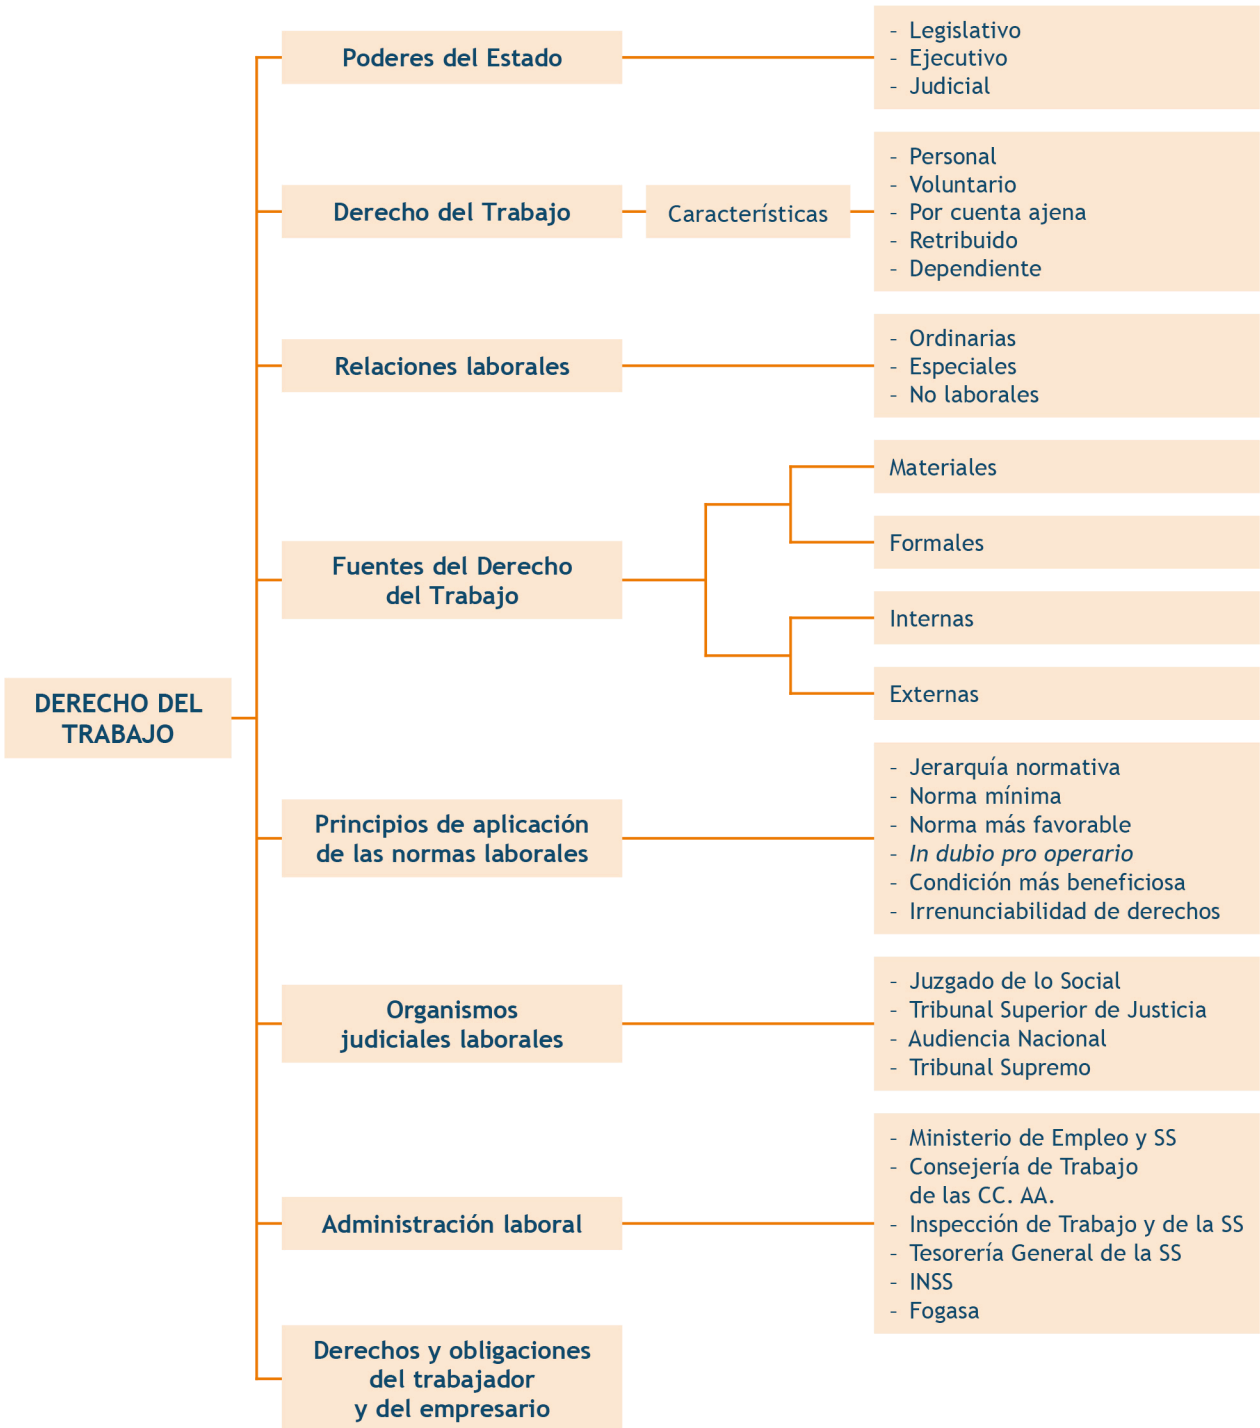 DERECHO DEL
TRABAJO
Poderes del Estado
- Legislativo
- Ejecutivo
- Judicial
Derecho del Trabajo
Características
- Personal
- Voluntario
- Por cuenta ajena
- Retribuido
- Dependiente
Relaciones laborales
- Ordinarias
- Especiales
- No laborales
Fuentes del Derecho
del Trabajo
Materiales
Formales
Internas
Externas
Principios de aplicación
de las normas laborales
- Jerarquía normativa
- Norma mínima
- Norma más favorable
- In dubio pro operario
- Condición más beneficiosa
- Irrenunciabilidad de derechos
Organismos
judiciales laborales
- Juzgado de lo Social
- Tribunal Superior de Justicia
- Audiencia Nacional
- Tribunal Supremo
Administración laboral
- Ministerio de Empleo y SS
- Consejería de Trabajo
de las CC. AA.
- Inspección de Trabajo y de la SS
- Tesorería General de la SS
- INSS
- Fogasa
Derechos y obligaciones
del trabajador
y del empresario